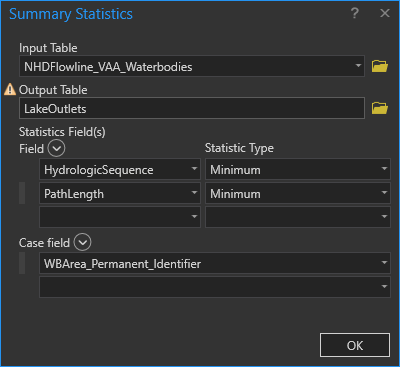 Summary Statistics ? ×
Input Table
NHDFlowline_VAA_Waterbodies
Output Table
LakeOutlets
Statistics Field(s)
Field Statistic Type
HydrologicSequence Minimum
PathLength Minimum
Case field
WBArea_Permanent_Identifier
OK